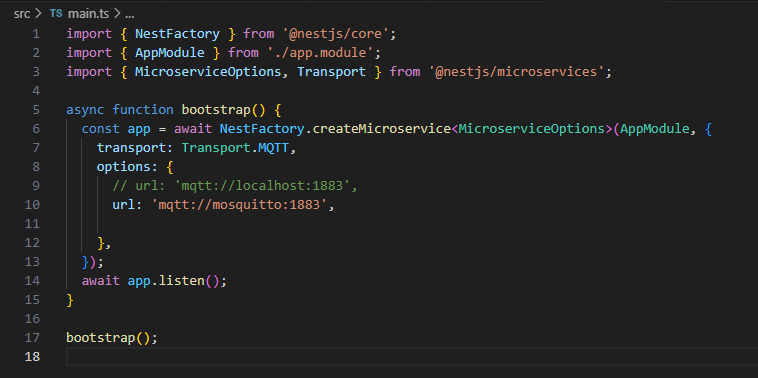 src > TS main.ts > ...
1 import { NestFactory } from '@nestjs/core';
2 import { AppModule } from './app.module';
3 import { MicroserviceOptions, Transport } from '@nestjs/microservices';
4
5 async function bootstrap() {
6   const app = await NestFactory.createMicroservice<MicroserviceOptions>(AppModule, {
7     transport: Transport.MQTT,
8     options: {
9       // url: 'mqtt://localhost:1883',
10       url: 'mqtt://mosquitto:1883',
11
12     },
13   });
14   await app.listen();
15 }
16
17 bootstrap();
18